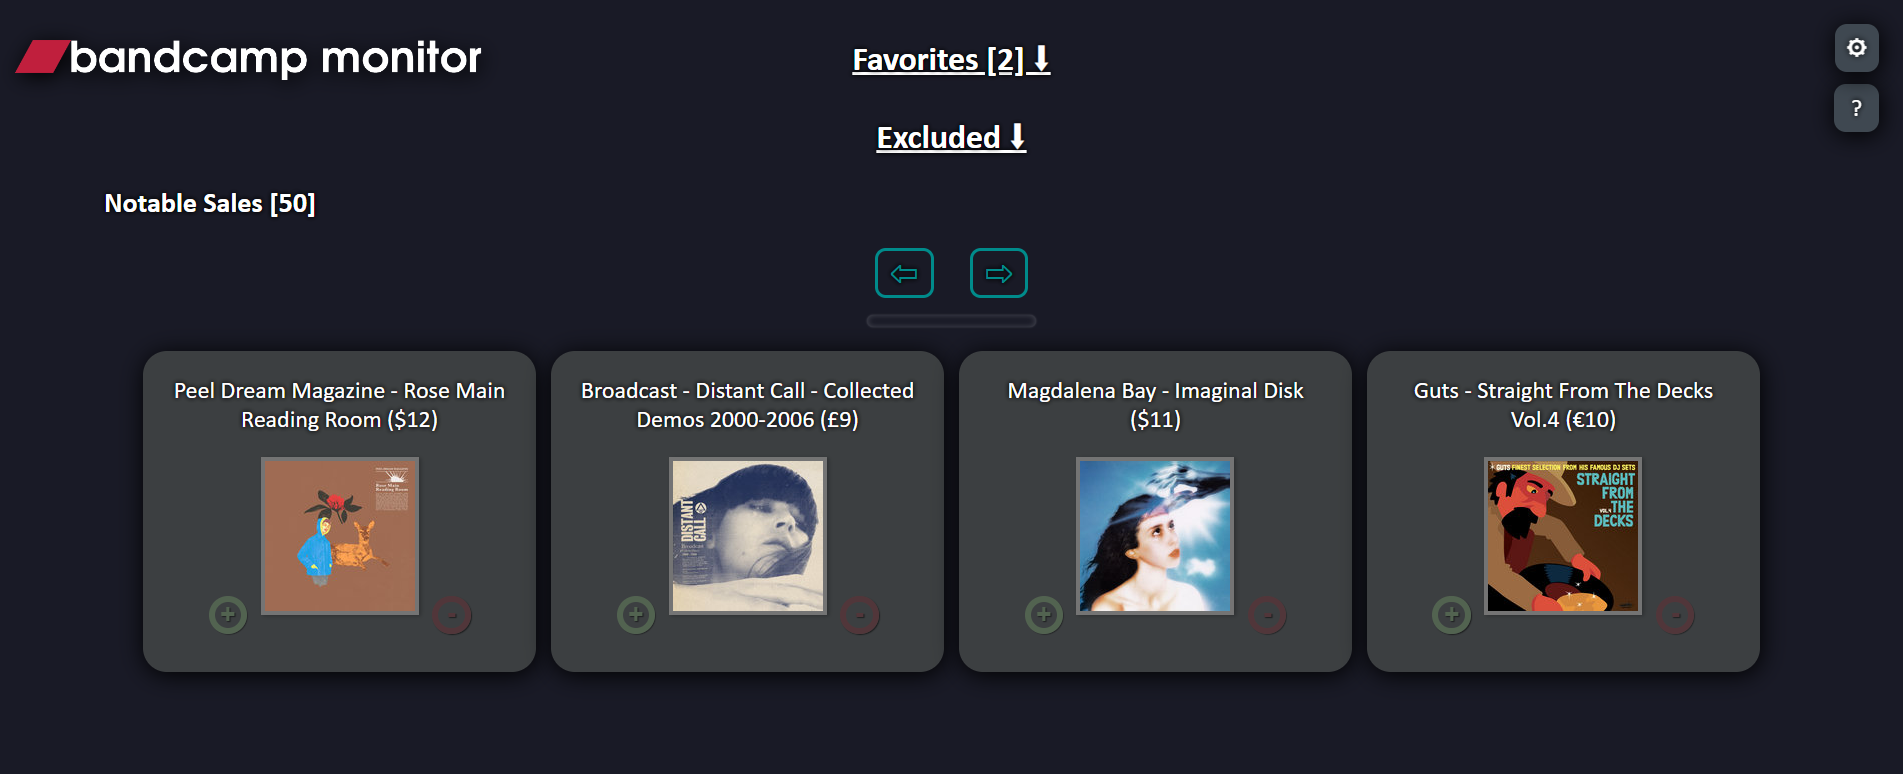 bandcamp monitor
Favorites [2] ⬇
Excluded ⬇
?
Notable Sales [50]
Peel Dream Magazine - Rose Main
Reading Room ($12)
Broadcast - Distant Call - Collected
Demos 2000-2006 (£9)
Magdalena Bay - Imaginal Disk
($11)
Guts - Straight From The Decks
Vol.4 (€10)
Rose Main
Reading Room
DISTANT
CALL
Broadcast
GUTS FINEST SELECTION FROM HIS FAMOUS DJ SETS
STRAIGHT
FROM
VOL.4 THE
DECKS
+ -
+ -
+ -
+ -